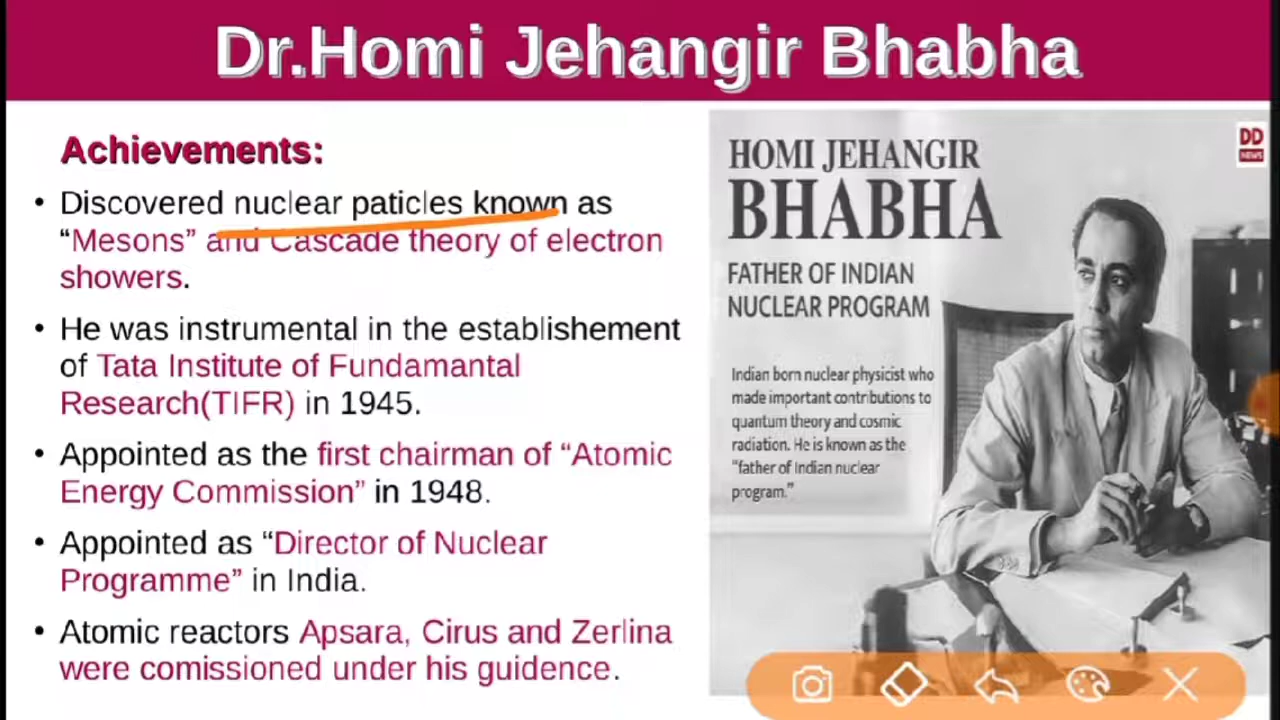 Dr.Homi Jehangir Bhabha
Achievements:
• Discovered nuclear paticles known as
“Mesons” and Cascade theory of electron
showers.
• He was instrumental in the establishement
of Tata Institute of Fundamantal
Research(TIFR) in 1945.
• Appointed as the first chairman of “Atomic
Energy Commission” in 1948.
• Appointed as “Director of Nuclear
Programme” in India.
• Atomic reactors Apsara, Cirus and Zerlina
were comissioned under his guidence.
HOMI JEHANGIR
BHABHA
FATHER OF INDIAN
NUCLEAR PROGRAM
Indian born nuclear physicist who
made important contributions to
quantum theory and cosmic
radiation. He is known as the
“father of Indian nuclear
program.”
DD
NEWS